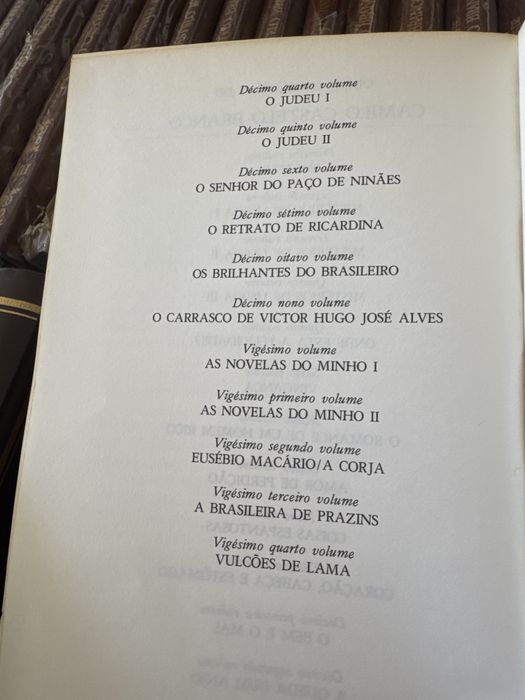 Décimo quarto volume
O JUDEU I
Décimo quinto volume
O JUDEU II
Décimo sexto volume
O SENHOR DO PAÇO DE NINÃES
Décimo sétimo volume
O RETRATO DE RICARDINA
Décimo oitavo volume
OS BRILHANTES DO BRASILEIRO
Décimo nono volume
O CARRASCO DE VICTOR HUGO JOSÉ ALVES
Vigésimo volume
AS NOVELAS DO MINHO I
Vigésimo primeiro volume
AS NOVELAS DO MINHO II
Vigésimo segundo volume
EUSÉBIO MACÁRIO/A CORJA
Vigésimo terceiro volume
A BRASILEIRA DE PRAZINS
Vigésimo quarto volume
VULCÕES DE LAMA